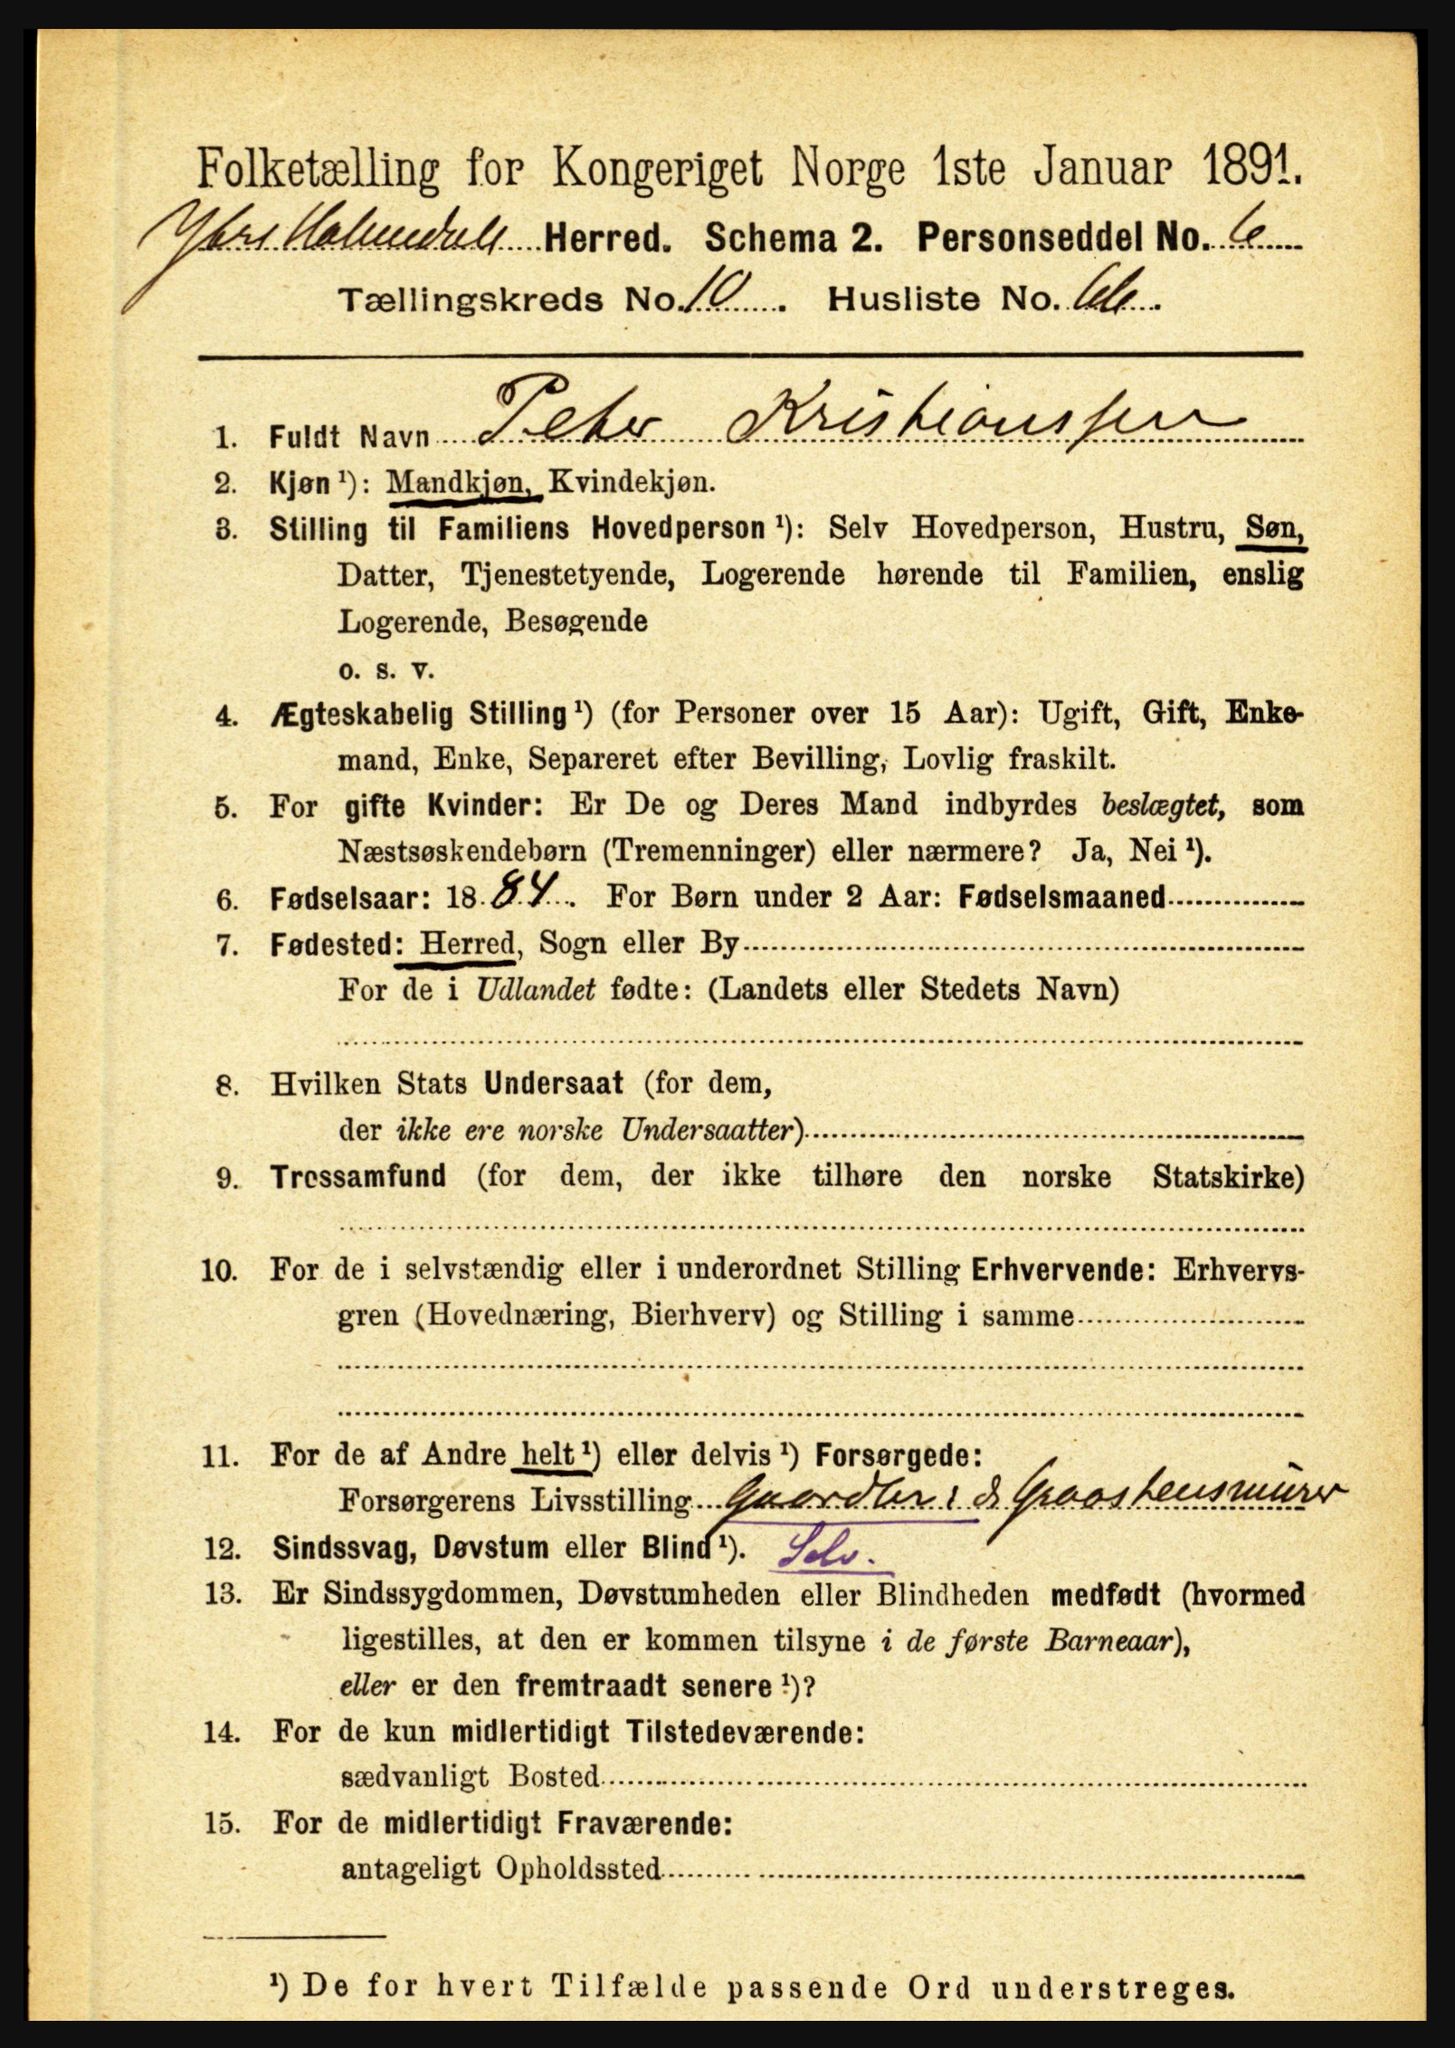 Folketælling for Kongeriget Norge 1ste Januar 1891.
Ytre Holmedals Herred. Schema 2. Personseddel No. 6
Tællingskreds No. 10. Husliste No. 66.
1. Fuldt Navn Peter Kristianssen
2. Kjøn ¹): Mandkjøn, Kvindekjøn.
3. Stilling til Familiens Hovedperson ¹): Selv Hovedperson, Hustru, Søn,
Datter, Tjenestetyende, Logerende hørende til Familien, enslig
Logerende, Besøgende
o. s. v.
4. Ægteskabelig Stilling ¹) (for Personer over 15 Aar): Ugift, Gift, Enke-
mand, Enke, Separeret efter Bevilling, Lovlig fraskilt.
5. For gifte Kvinder: Er De og Deres Mand indbyrdes beslægtet, som
Næstsøskendebørn (Tremenninger) eller nærmere? Ja, Nei ¹).
6. Fødselsaar: 1884. For Børn under 2 Aar: Fødselsmaaned
7. Fødested: Herred, Sogn eller By
For de i Udlandet fødte: (Landets eller Stedets Navn)
8. Hvilken Stats Undersaat (for dem,
der ikke ere norske Undersaatter)
9. Trossamfund (for dem, der ikke tilhøre den norske Statskirke)
10. For de i selvstændig eller i underordnet Stilling Erhvervende: Erhvervs-
gren (Hovednæring, Bierhverv) og Stilling i samme
11. For de af Andre helt ¹) eller delvis ¹) Forsørgede:
Forsørgerens Livsstilling Gaardbr. & Graastensmürer
12. Sindssvag, Døvstum eller Blind ¹). Selv.
13. Er Sindssygdommen, Døvstumheden eller Blindheden medfødt (hvormed
ligestilles, at den er kommen tilsyne i de første Barneaar),
eller er den fremtraadt senere ¹)?
14. For de kun midlertidigt Tilstedeværende:
sædvanligt Bosted
15. For de midlertidigt Fraværende:
antageligt Opholdssted
¹) De for hvert Tilfælde passende Ord understreges.